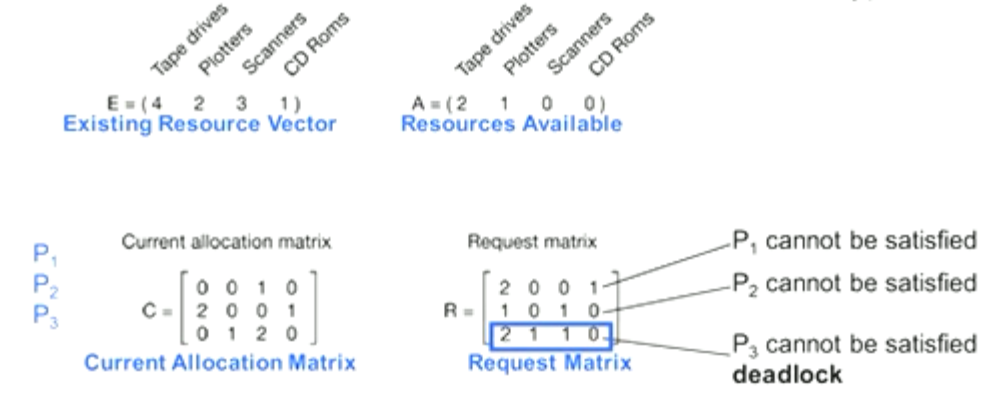 Tape drives
Plotters
Scanners
CD Roms
E = ( 4 2 3 1 )
Existing Resource Vector
Tape drives
Plotters
Scanners
CD Roms
A = ( 2 1 0 0 )
Resources Available
P1
P2
P3
Current allocation matrix
C =
0 0 1 0
2 0 0 1
0 1 2 0
Current Allocation Matrix
Request matrix
R =
2 0 0 1
1 0 1 0
2 1 1 0
Request Matrix
P1 cannot be satisfied
P2 cannot be satisfied
P3 cannot be satisfied
deadlock